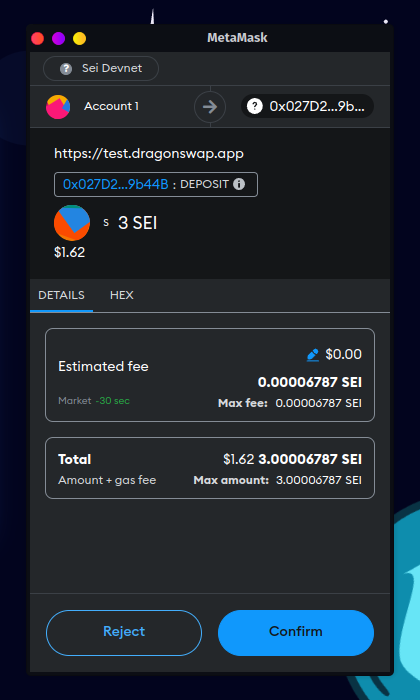 MetaMask
? Sei Devnet
Account 1
? 0x027D2...9b...
https://test.dragonswap.app
0x027D2...9b44B : DEPOSIT i
S 3 SEI
$1.62
DETAILS HEX
$0.00
Estimated fee
0.00006787 SEI
Market ~30 sec Max fee: 0.00006787 SEI
Total $1.62 3.00006787 SEI
Amount + gas fee Max amount: 3.00006787 SEI
Reject Confirm